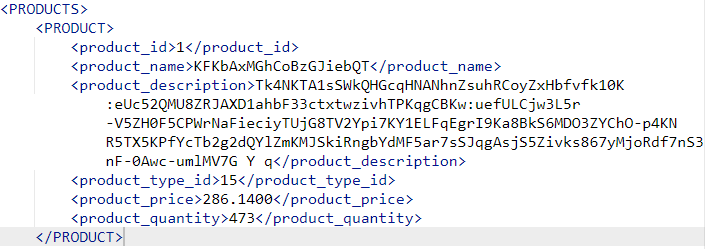 <PRODUCTS>
<PRODUCT>
<product_id>1</product_id>
<product_name>KFKbAxMGhCoBzGJiebQT</product_name>
<product_description>Tk4NKTA1sSWkQHGcqHNANhnZsuhRCoyZxHbfvfk10K
:eUc52QMU8ZRJAXD1ahbF33ctxtwzivhTPKqgCBKw:uefULCjw3L5r
-V5ZH0F5CPWrNaFieciyTUjG8TV2Ypi7KY1ELFqEgrI9Ka8BkS6MDO3ZYChO-p4KN
R5TX5KPfYcTb2g2dQYlZmKMJSkiRngbYdMF5ar7sSJqgAsjS5Zivks867yMjoRdf7nS3
nF-0Awc-umlMV7G Y q</product_description>
<product_type_id>15</product_type_id>
<product_price>286.1400</product_price>
<product_quantity>473</product_quantity>
</PRODUCT>